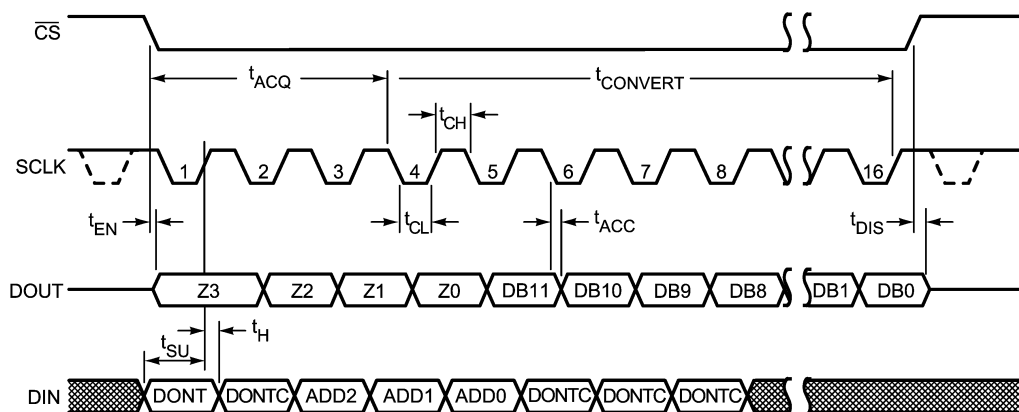 CS
tACQ
tCONVERT
tCH
SCLK
1 2 3 4 5 6 7 8 16
tEN
tCL
tACC
tDIS
DOUT
Z3 Z2 Z1 Z0 DB11 DB10 DB9 DB8 DB1 DB0
tSU
tH
DIN
DONT DONTC ADD2 ADD1 ADD0 DONTC DONTC DONTC